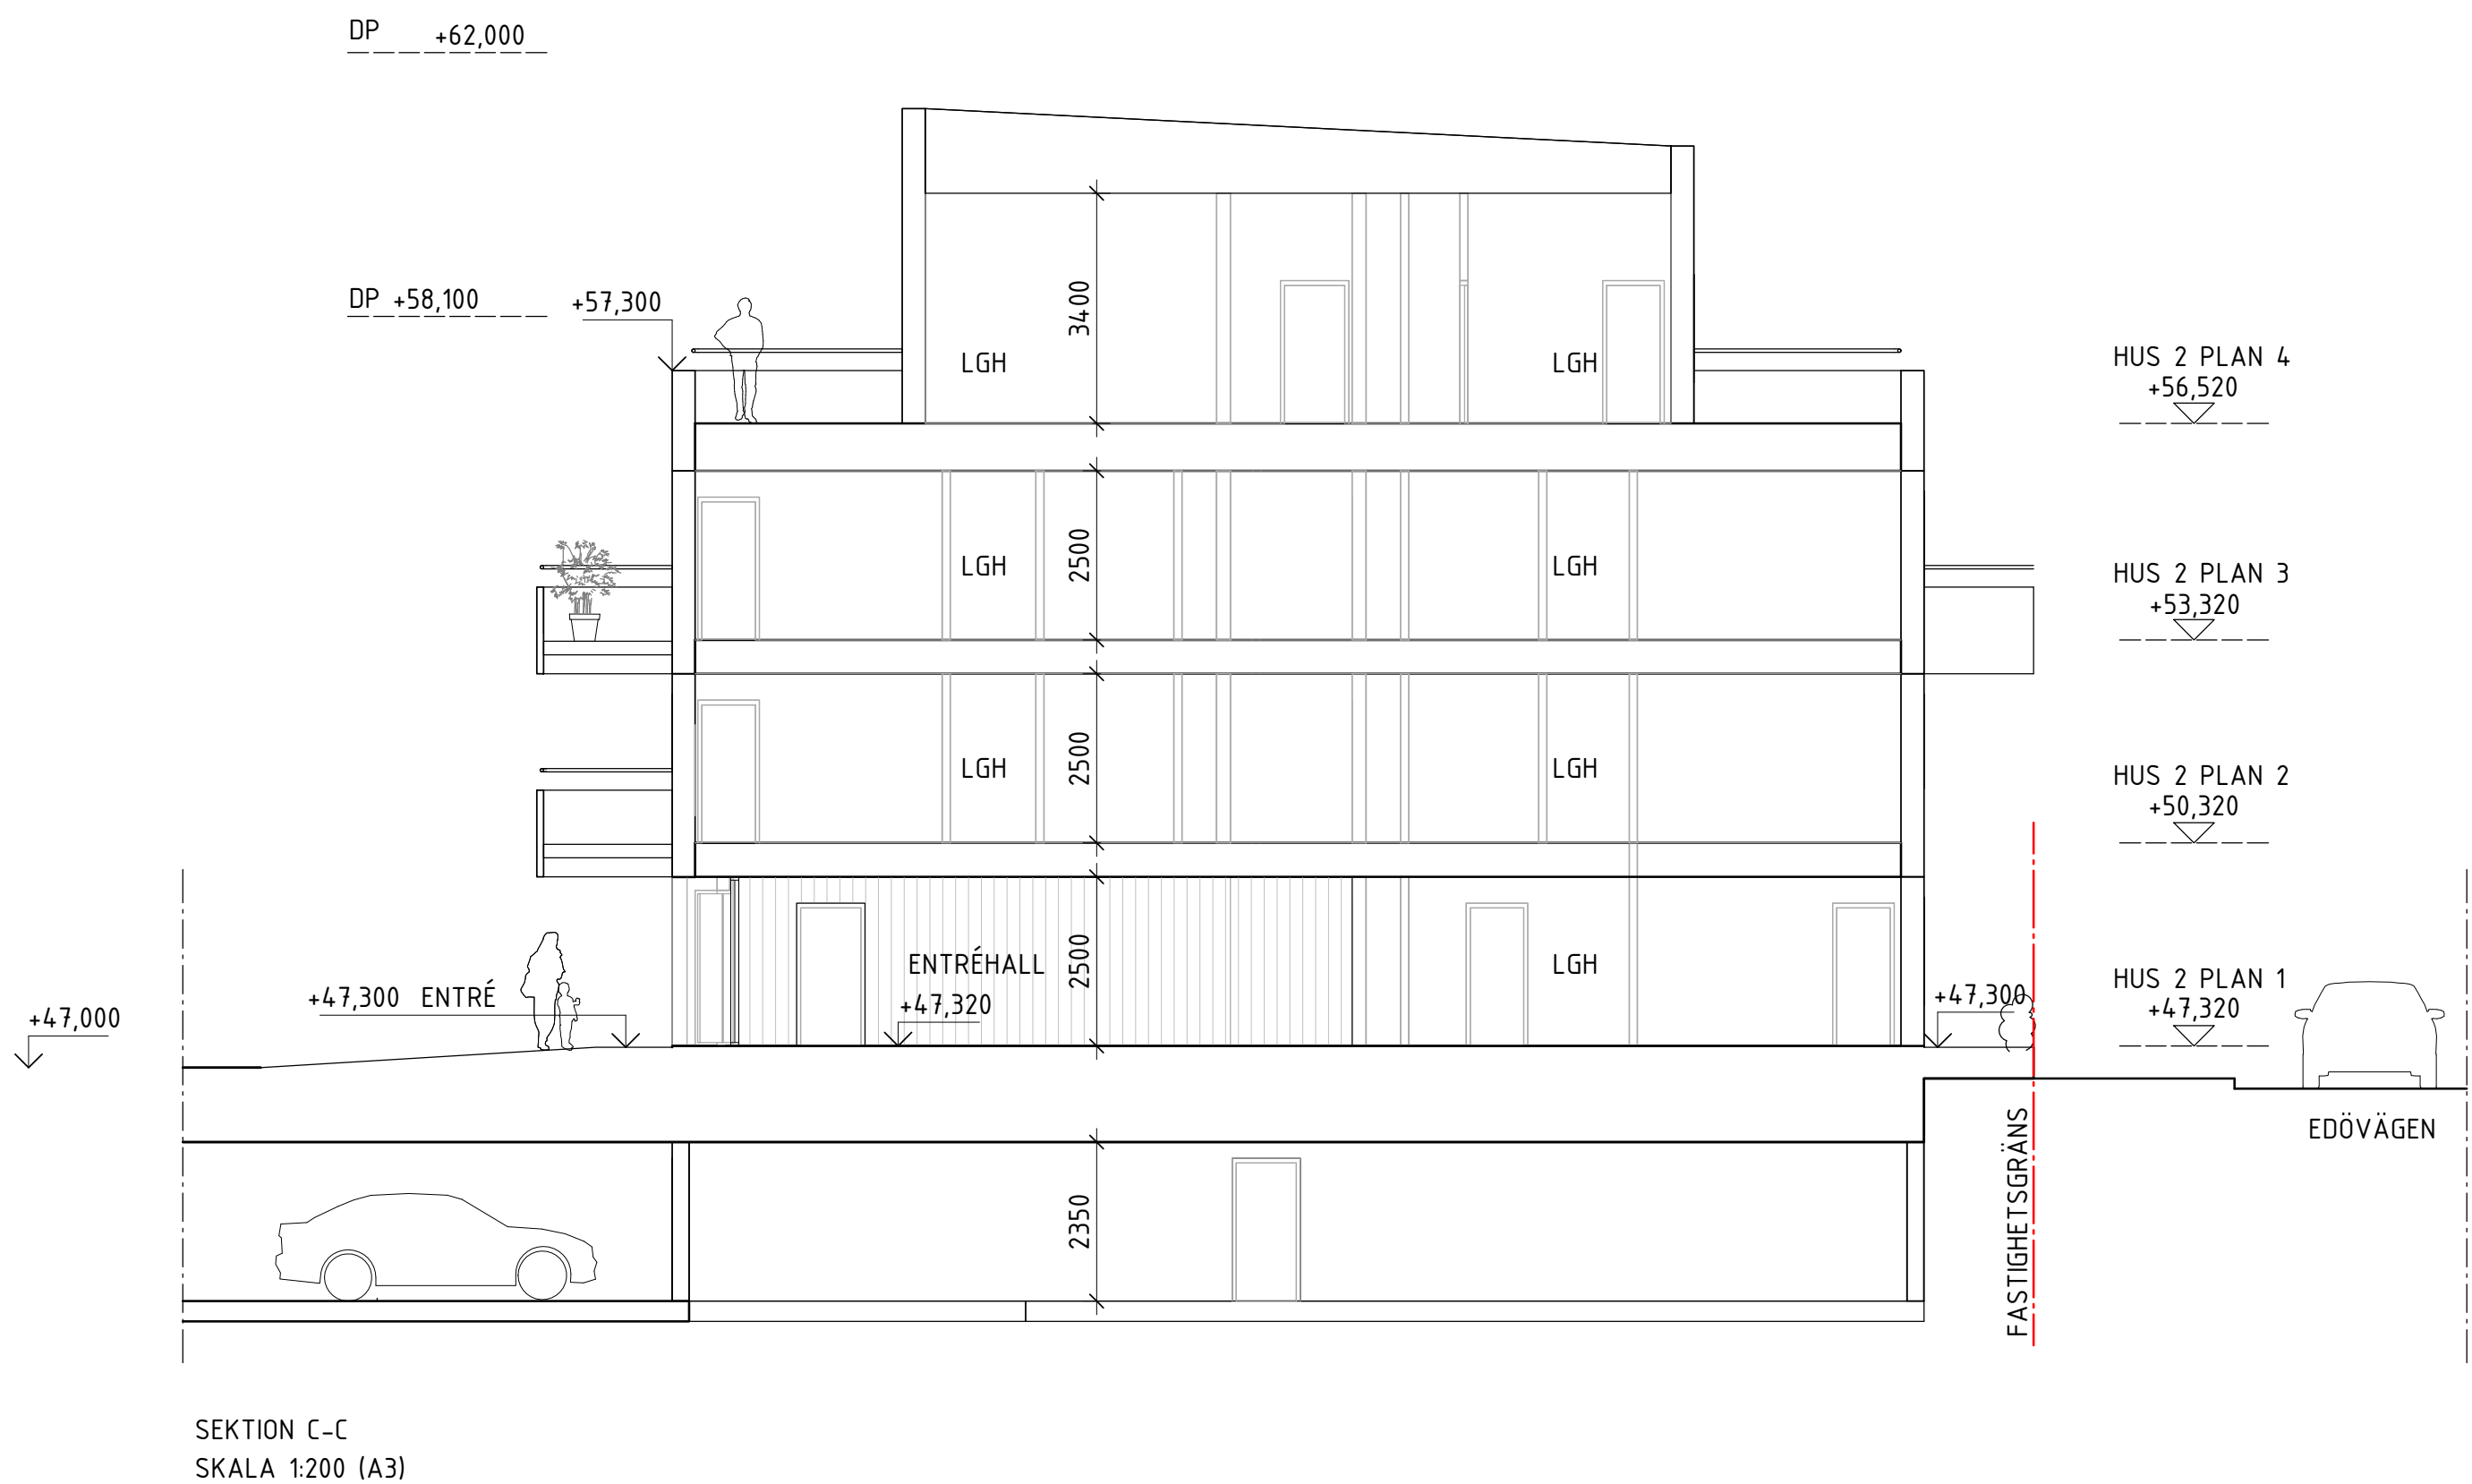 DP +62,000
DP +58,100 +57,300
3400
LGH LGH
HUS 2 PLAN 4
+56,520
2500
LGH LGH
HUS 2 PLAN 3
+53,320
2500
LGH LGH
HUS 2 PLAN 2
+50,320
2500
ENTRÉHALL
+47,320
LGH
+47,300 ENTRÉ
+47,000
+47,300
HUS 2 PLAN 1
+47,320
EDÖVÄGEN
FASTIGHETSGRÄNS
2350
SEKTION C-C
SKALA 1:200 (A3)